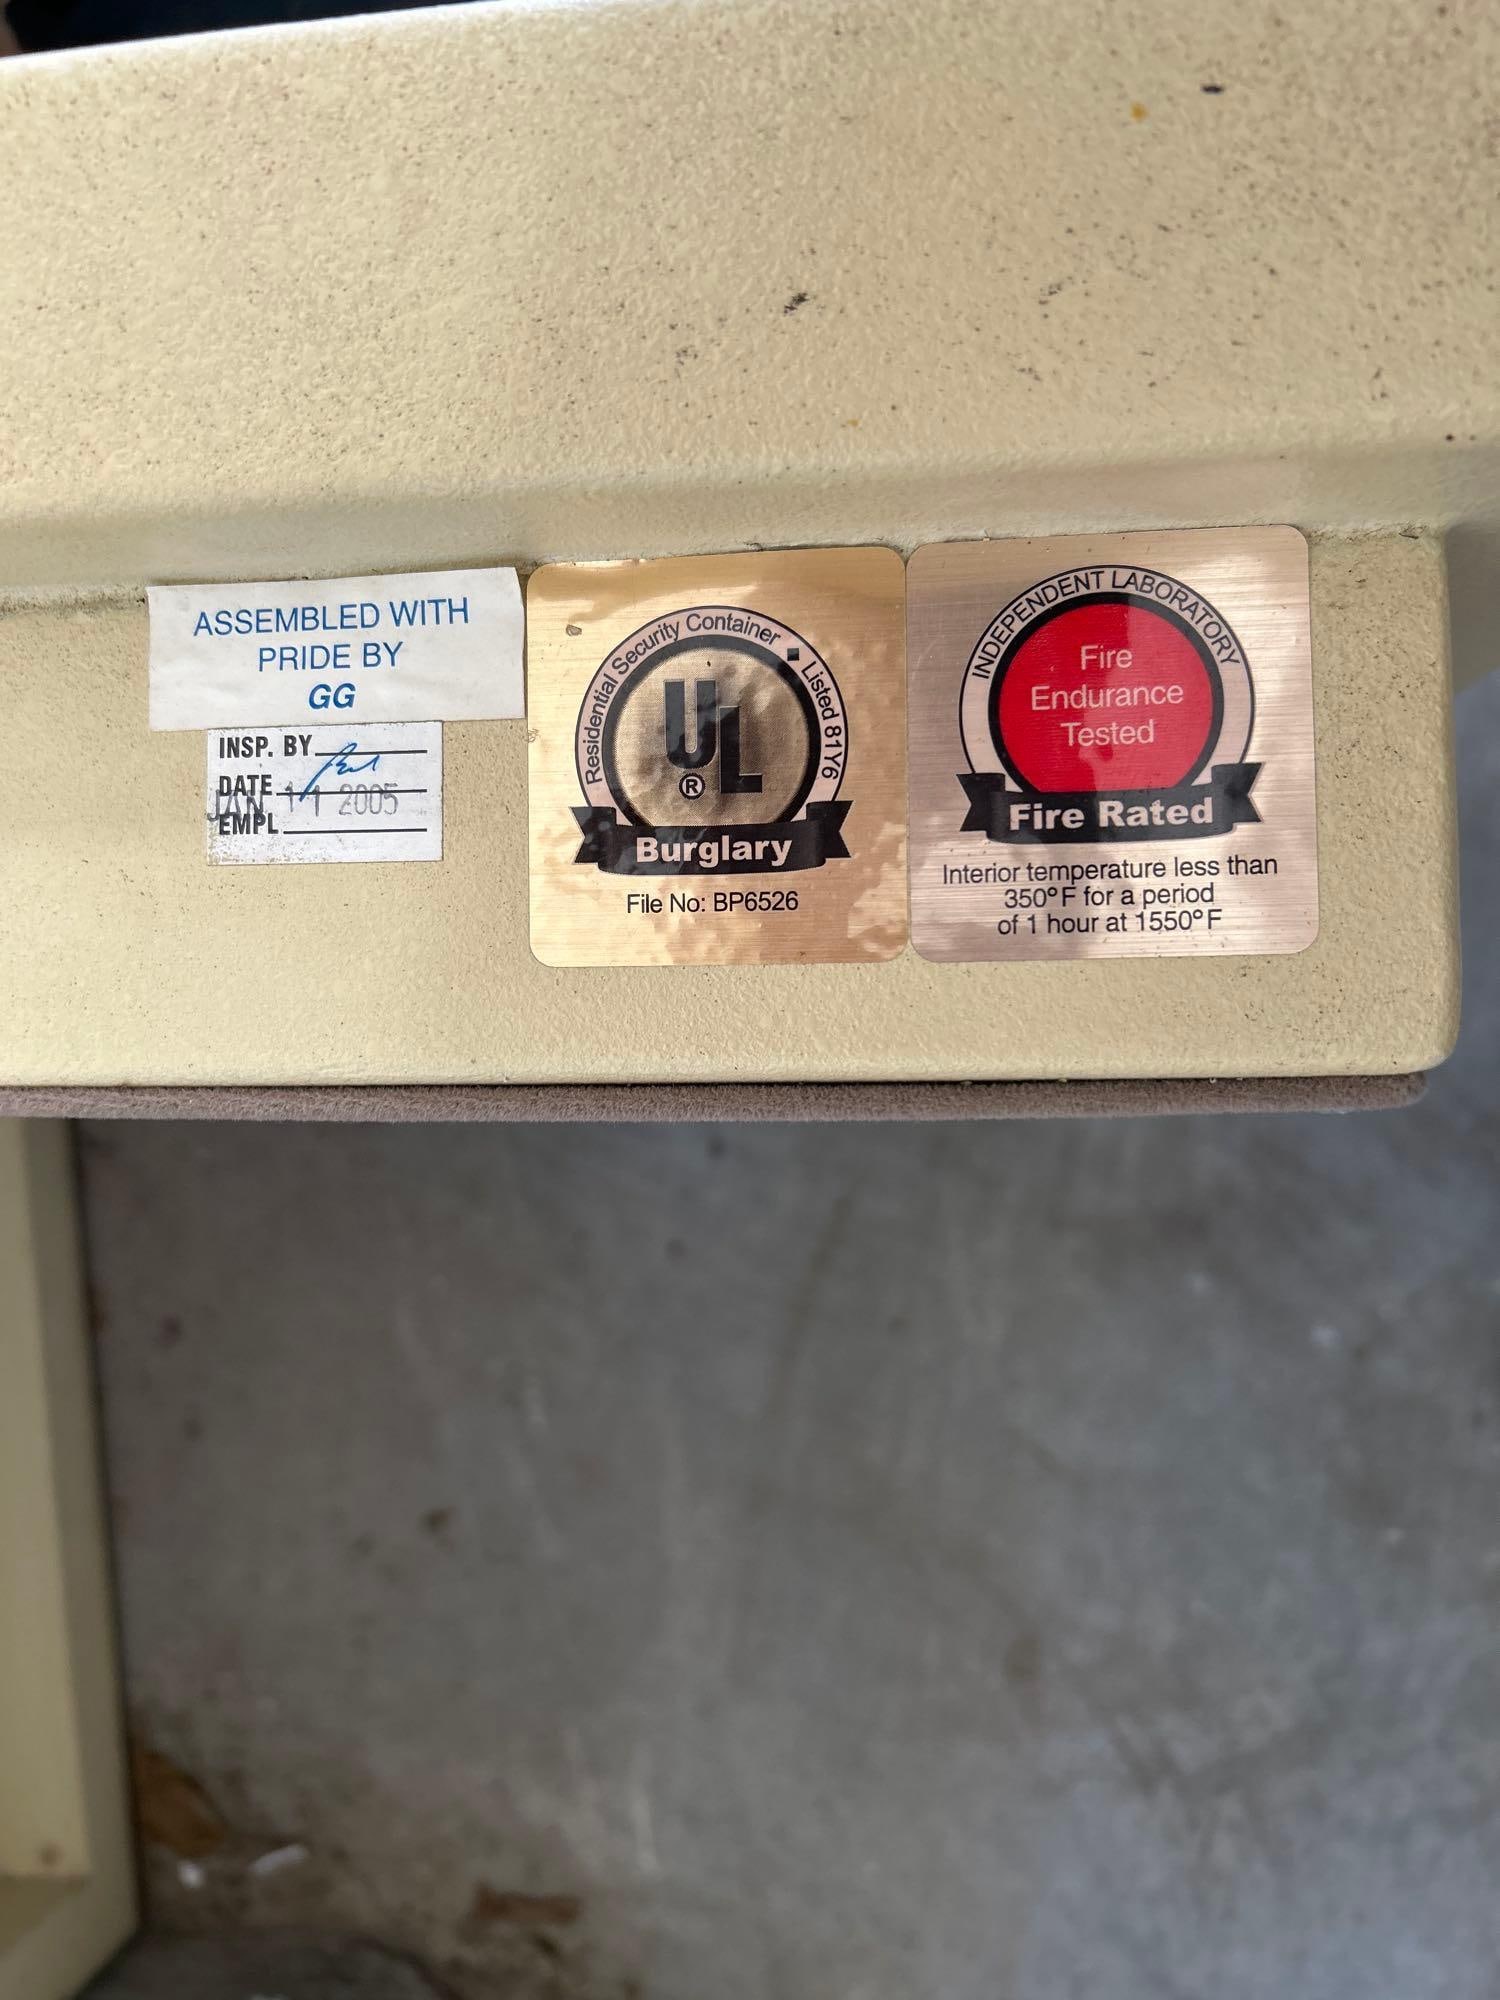 ASSEMBLED WITH
PRIDE BY
GG
INSP. BY
DATE JAN 11 2005
EMPL
Residential Security Container ■ Listed 81Y6
UL
®
Burglary
File No: BP6526
INDEPENDENT LABORATORY
Fire
Endurance
Tested
Fire Rated
Interior temperature less than
350°F for a period
of 1 hour at 1550°F